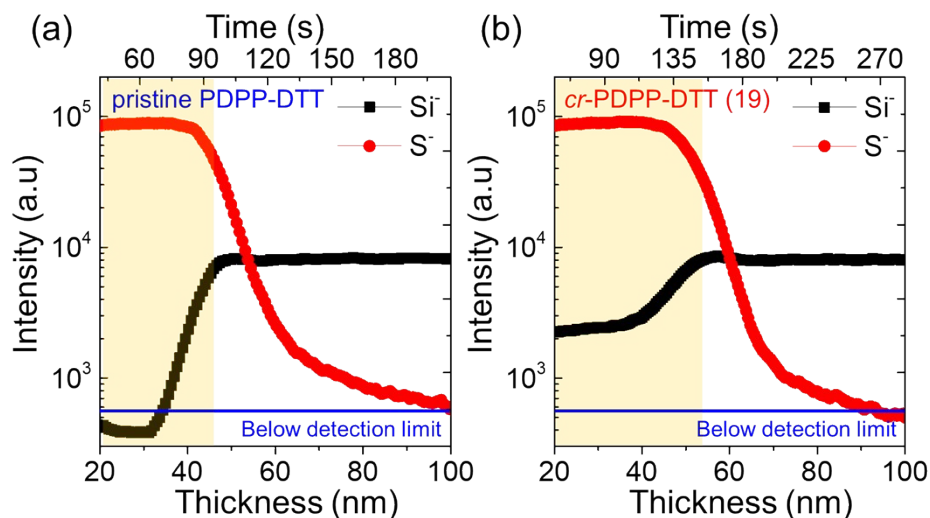 (a)
Time (s)
60 75 90 105 120 150 180
pristine PDPP-DTT
Si⁻
S⁻
10⁵
10⁴
10³
Intensity (a.u)
Below detection limit
20 40 60 80 100
Thickness (nm)
(b)
Time (s)
90 135 180 225 270
cr-PDPP-DTT (19)
Si⁻
S⁻
10⁵
10⁴
10³
Intensity (a.u)
Below detection limit
20 40 60 80 100
Thickness (nm)